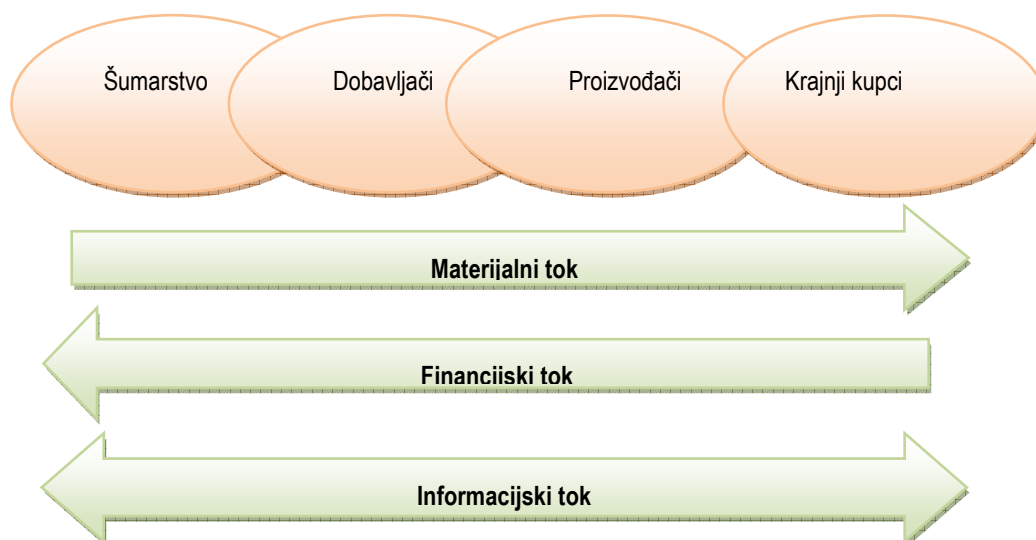 Šumarstvo
Dobavljači
Proizvođači
Krajnji kupci
Materijalni tok
Financijski tok
Informacijski tok